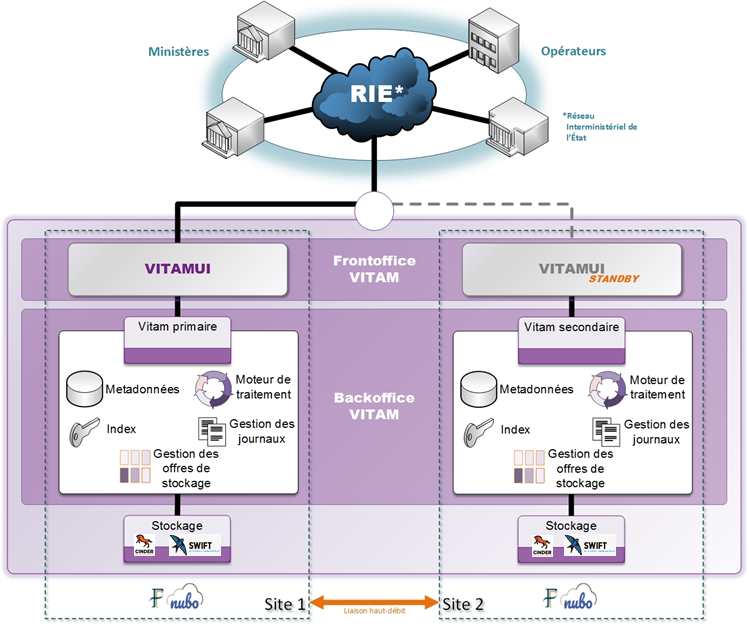 Ministères
Opérateurs
RIE*
*Réseau
Interministériel de
l'État
VITAMUI
Frontoffice
VITAM
VITAMUI
STANDBY
Vitam primaire
Metadonnées
Moteur de
traitement
Index
Gestion des
journaux
Gestion des
offres de
stockage
Backoffice
VITAM
Vitam secondaire
Metadonnées
Moteur de
traitement
Index
Gestion des
journaux
Gestion des
offres de
stockage
Stockage
CINDER
SWIFT
Stockage
CINDER
SWIFT
F nubo
Site 1
Liaison haut-débit
Site 2
F nubo